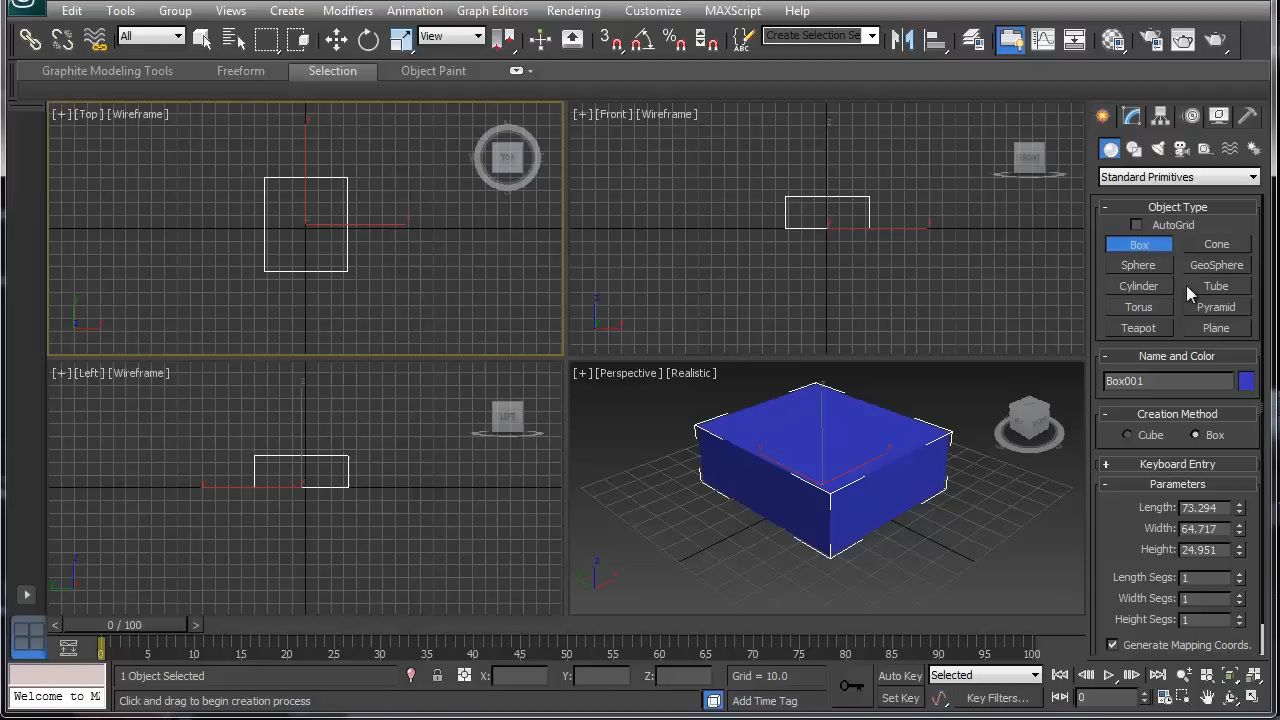 Edit Tools Group Views Create Modifiers Animation Graph Editors Rendering Customize MAXScript Help
All View Create Selection Se
Graphite Modeling Tools Freeform Selection Object Paint
[+] [Top] [Wireframe] TOP
[+] [Front] [Wireframe] FRONT
Standard Primitives
- Object Type
AutoGrid
Box Cone
Sphere GeoSphere
Cylinder Tube
Torus Pyramid
Teapot Plane
- Name and Color
Box001
- Creation Method
Cube Box
+ Keyboard Entry
- Parameters
Length: 73.294
Width: 64.717
Height: 24.951
Length Segs: 1
Width Segs: 1
Height Segs: 1
Generate Mapping Coords.
[+] [Left] [Wireframe] LEFT
[+] [Perspective] [Realistic]
< 0 / 100 >
0 5 10 15 20 25 30 35 40 45 50 55 60 65 70 75 80 85 90 95 100
1 Object Selected X: Y: Z: Grid = 10.0 Auto Key Selected
Welcome to MA Click and drag to begin creation process Add Time Tag Set Key Key Filters... 0